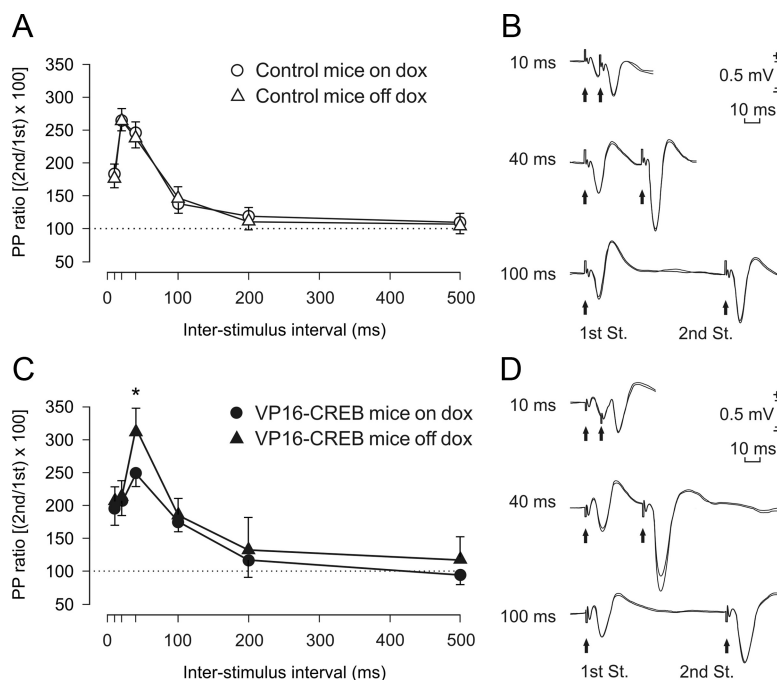 A
PP ratio [(2nd/1st) x 100]
350
300
250
200
150
100
50
Control mice on dox
Control mice off dox
0
100
200
300
400
500
Inter-stimulus interval (ms)
B
10 ms
40 ms
100 ms
0.5 mV
10 ms
1st St.
2nd St.
C
PP ratio [(2nd/1st) x 100]
350
300
250
200
150
100
50
*
VP16-CREB mice on dox
VP16-CREB mice off dox
0
100
200
300
400
500
Inter-stimulus interval (ms)
D
10 ms
40 ms
100 ms
0.5 mV
10 ms
1st St.
2nd St.